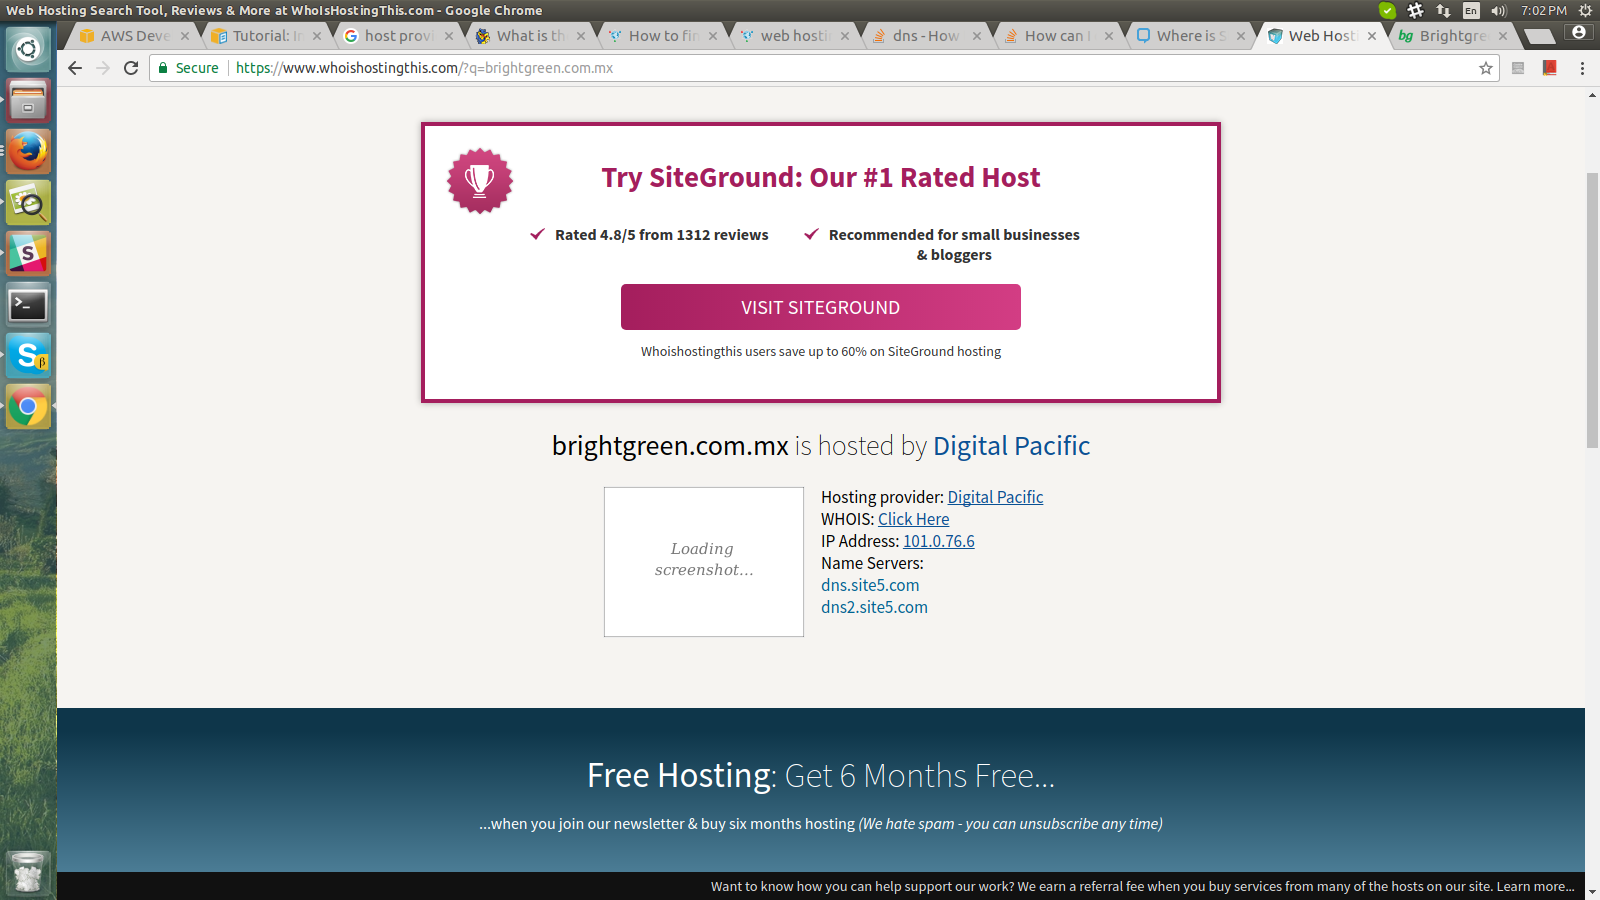 Web Hosting Search Tool, Reviews & More at WhoIsHostingThis.com - Google Chrome
En
7:02 PM
AWS Deve
Tutorial: In
host provi
What is th
How to fin
web hostin
dns - How
How can I
Where is S
Web Host
bg Brightgre
Secure
https://www.whoishostingthis.com/?q=brightgreen.com.mx
Try SiteGround: Our #1 Rated Host
Rated 4.8/5 from 1312 reviews
Recommended for small businesses
& bloggers
VISIT SITEGROUND
Whoishostingthis users save up to 60% on SiteGround hosting
brightgreen.com.mx is hosted by Digital Pacific
Loading
screenshot...
Hosting provider: Digital Pacific
WHOIS: Click Here
IP Address: 101.0.76.6
Name Servers:
dns.site5.com
dns2.site5.com
Free Hosting: Get 6 Months Free...
...when you join our newsletter & buy six months hosting (We hate spam - you can unsubscribe any time)
Want to know how you can help support our work? We earn a referral fee when you buy services from many of the hosts on our site. Learn more...